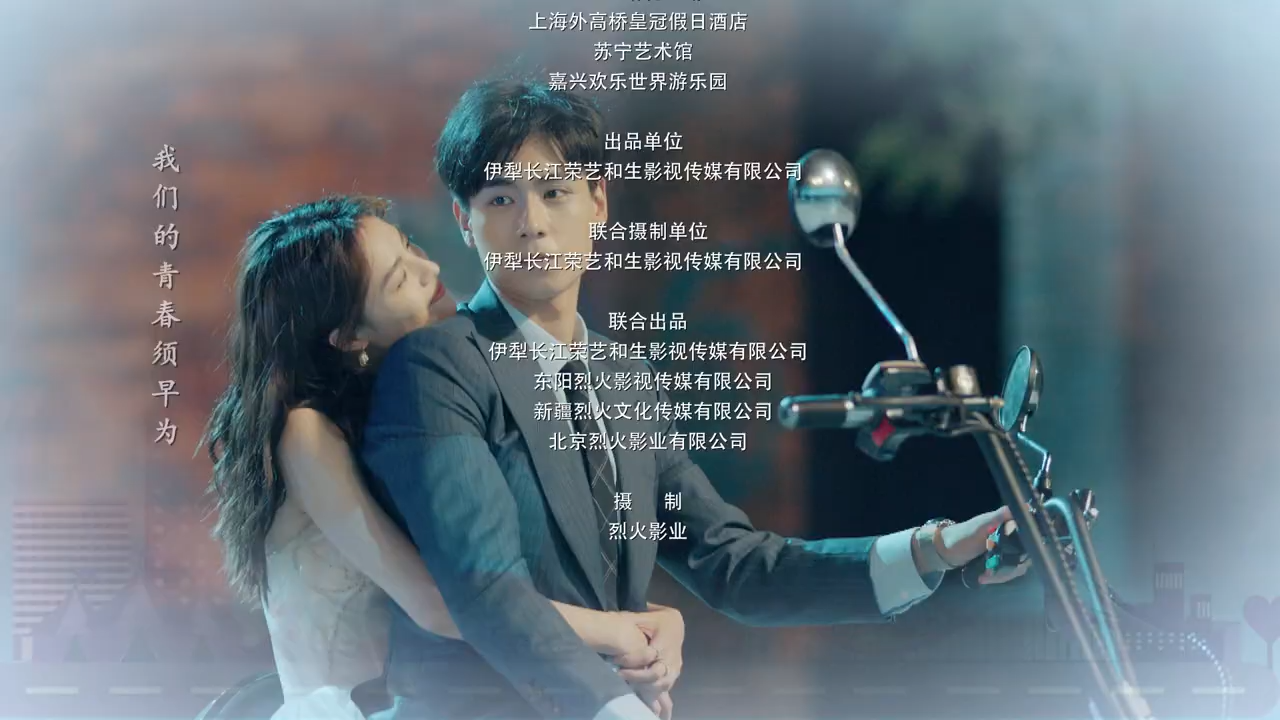 上海外高桥皇冠假日酒店
苏宁艺术馆
嘉兴欢乐世界游乐园
出品单位
伊犁长江荣艺和生影视传媒有限公司
联合摄制单位
伊犁长江荣艺和生影视传媒有限公司
联合出品
伊犁长江荣艺和生影视传媒有限公司
东阳烈火影视传媒有限公司
新疆烈火文化传媒有限公司
北京烈火影业有限公司
摄 制
烈火影业
我们的青春须早为